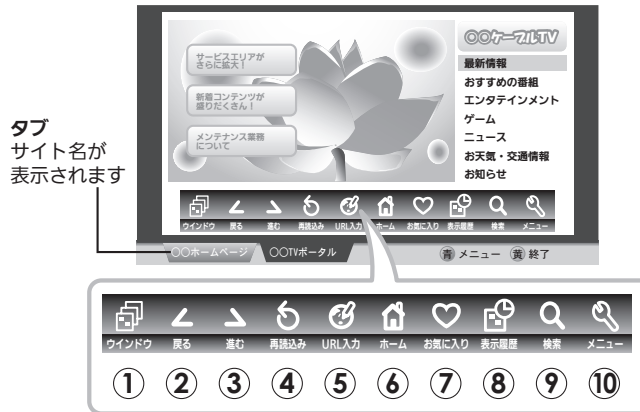 タブ
サイト名が
表示されます
サービスエリアが
さらに拡大！
新着コンテンツが
盛りだくさん！
メンテナンス業務
について
○○ケーブルTV
最新情報
おすすめの番組
エンタテインメント
ゲーム
ニュース
お天気・交通情報
お知らせ
ウインドウ 戻る 進む 再読込み URL入力 ホーム お気に入り 表示履歴 検索 メニュー
○○ホームページ ○○TVポータル 青 メニュー 黄 終了
ウインドウ 戻る 進む 再読込み URL入力 ホーム お気に入り 表示履歴 検索 メニュー
① ② ③ ④ ⑤ ⑥ ⑦ ⑧ ⑨ ⑩